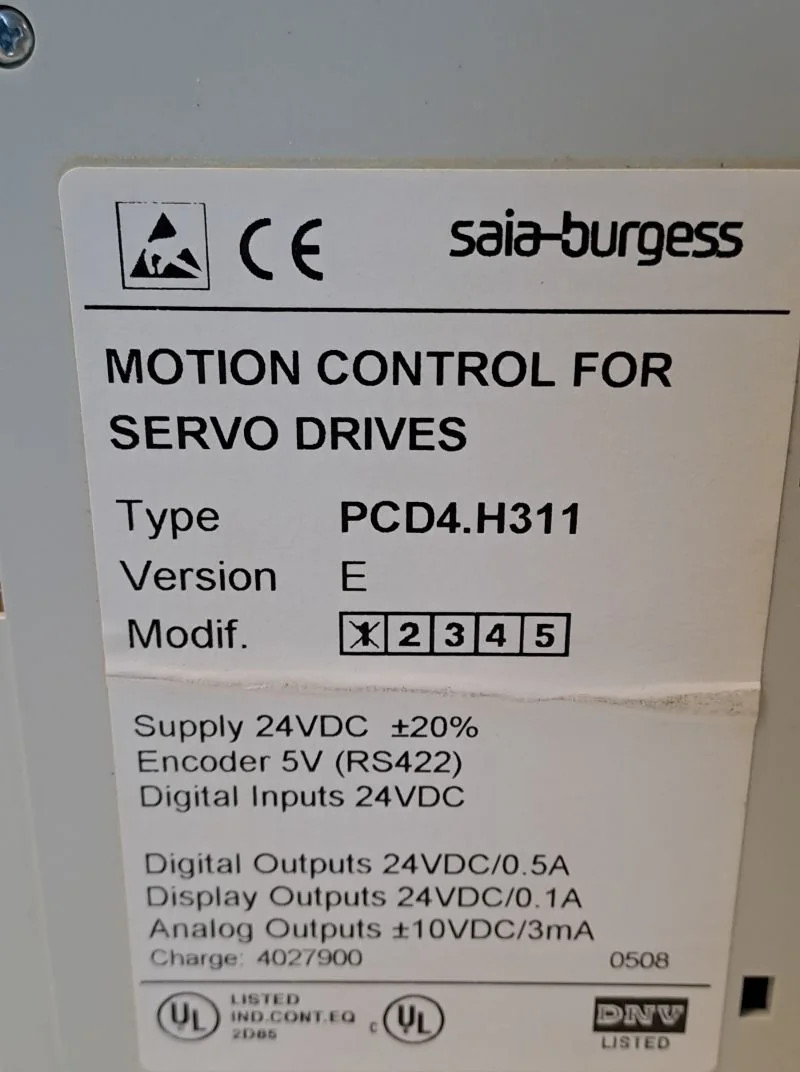 CE
saia-burgess
MOTION CONTROL FOR
SERVO DRIVES
Type PCD4.H311
Version E
Modif. 1 2 3 4 5
Supply 24VDC ±20%
Encoder 5V (RS422)
Digital Inputs 24VDC
Digital Outputs 24VDC/0.5A
Display Outputs 24VDC/0.1A
Analog Outputs ±10VDC/3mA
Charge: 4027900 0508
UL LISTED
IND.CONT.EQ c UL
2D85
DNV
LISTED